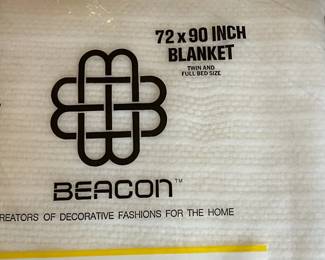 72 x 90 INCH
BLANKET
TWIN AND
FULL BED SIZE
BEACON™
REATORS OF DECORATIVE FASHIONS FOR THE HOME